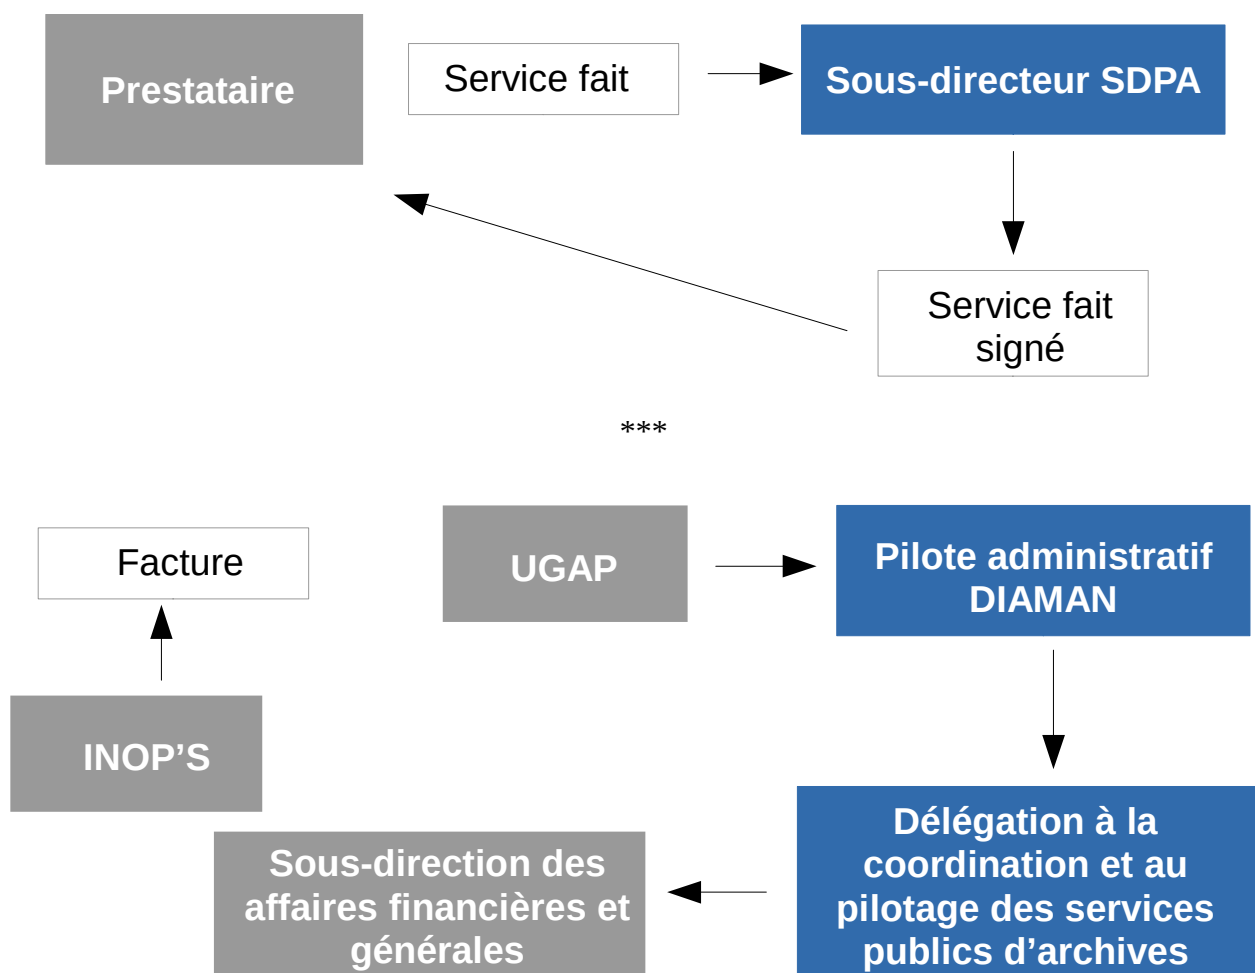 Prestataire
Service fait
Sous-directeur SDPA
Service fait
signé
***
Facture
UGAP
Pilote administratif
DIAMAN
INOP’S
Sous-direction des
affaires financières et
générales
Délégation à la
coordination et au
pilotage des services
publics d’archives